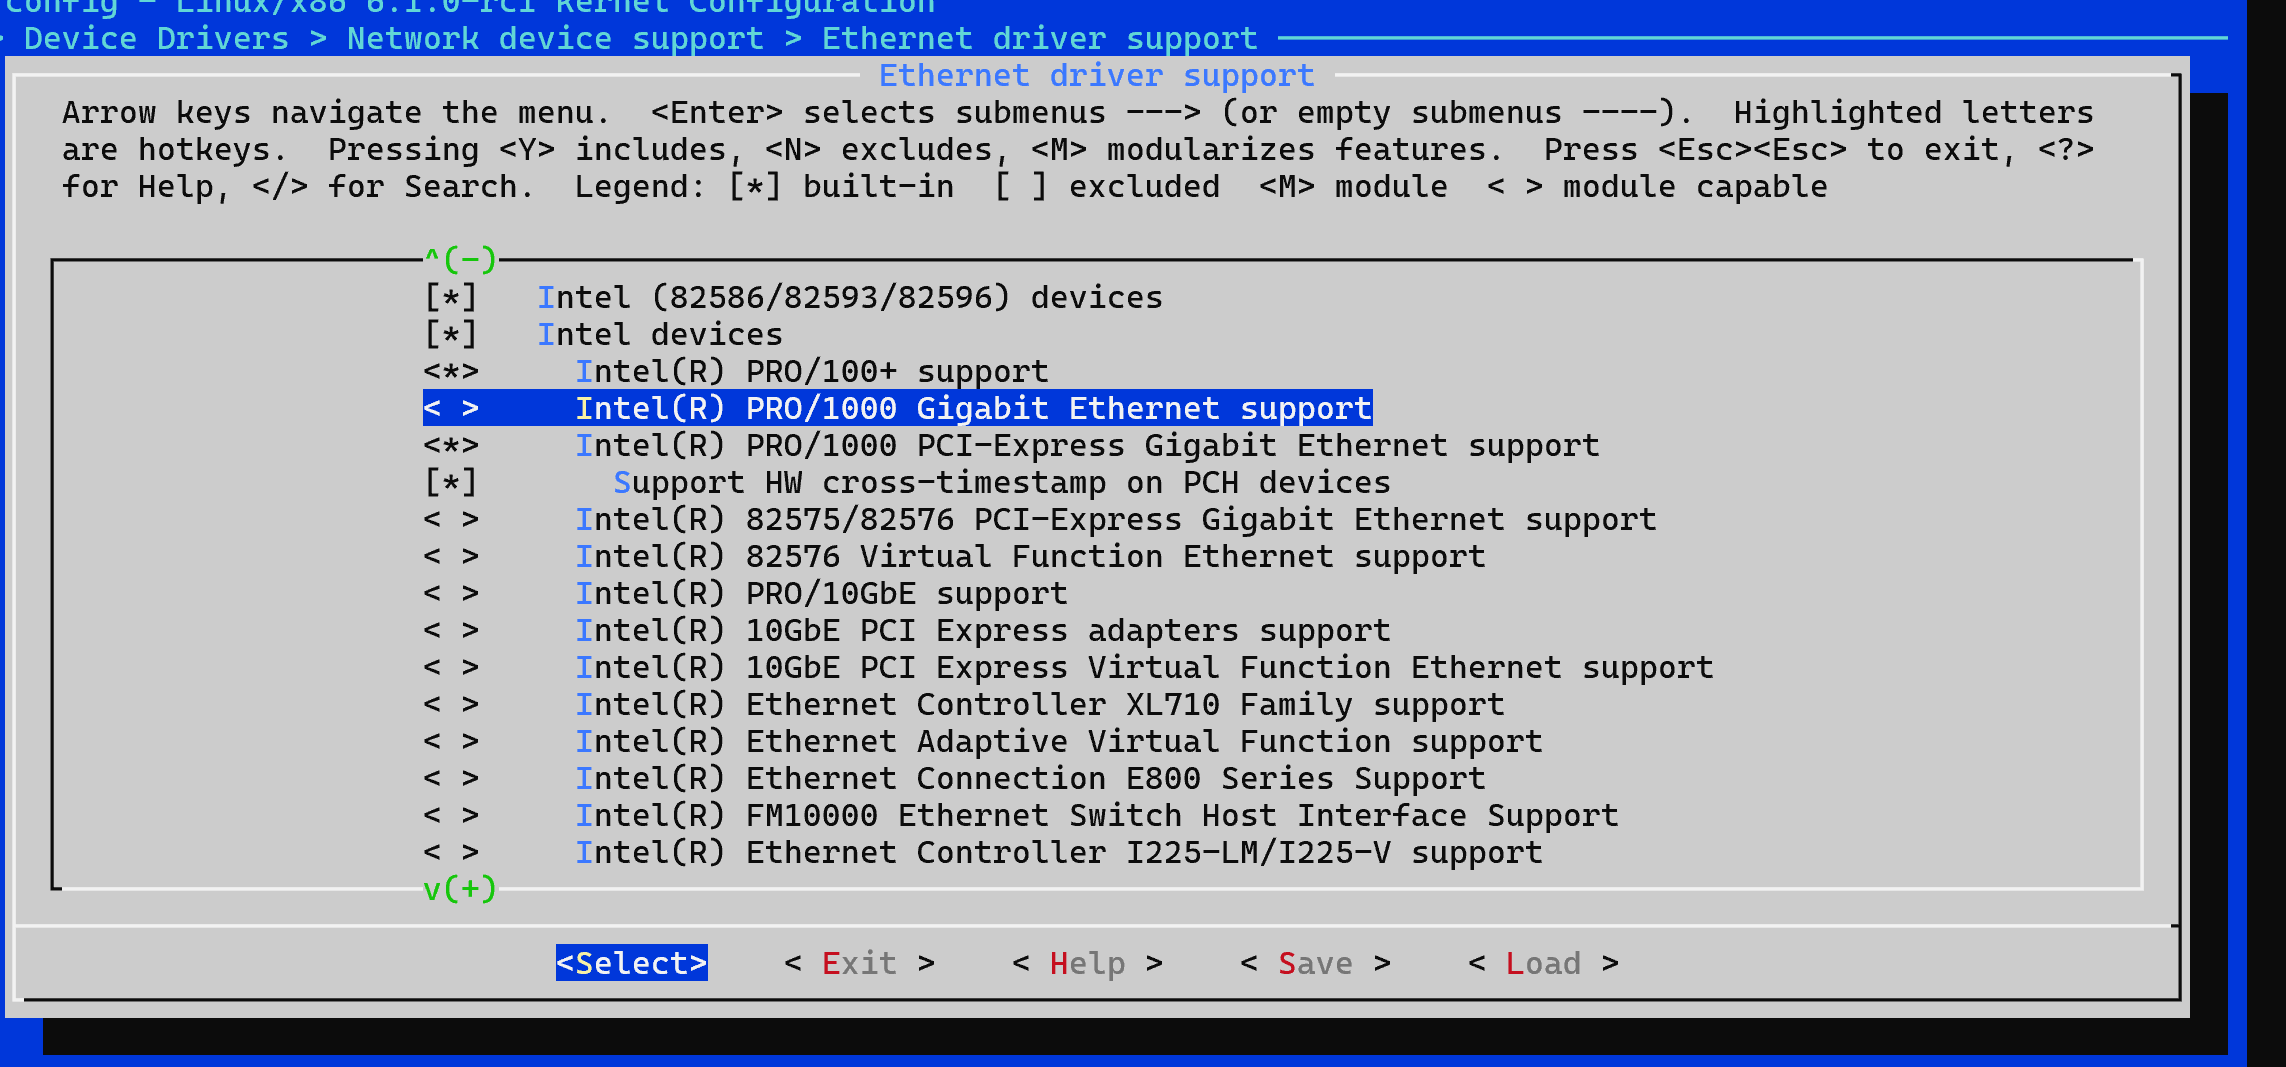 config - Linux/x86 6.1.0-rc1 Kernel Configuration
> Device Drivers > Network device support > Ethernet driver support
Ethernet driver support
Arrow keys navigate the menu.  <Enter> selects submenus ---> (or empty submenus ----).  Highlighted letters
are hotkeys.  Pressing <Y> includes, <N> excludes, <M> modularizes features.  Press <Esc><Esc> to exit, <?>
for Help, </> for Search.  Legend: [*] built-in  [ ] excluded  <M> module  < > module capable
^(-)
[*]   Intel (82586/82593/82596) devices
[*]   Intel devices
<*>     Intel(R) PRO/100+ support
< >     Intel(R) PRO/1000 Gigabit Ethernet support
<*>     Intel(R) PRO/1000 PCI-Express Gigabit Ethernet support
[*]       Support HW cross-timestamp on PCH devices
< >     Intel(R) 82575/82576 PCI-Express Gigabit Ethernet support
< >     Intel(R) 82576 Virtual Function Ethernet support
< >     Intel(R) PRO/10GbE support
< >     Intel(R) 10GbE PCI Express adapters support
< >     Intel(R) 10GbE PCI Express Virtual Function Ethernet support
< >     Intel(R) Ethernet Controller XL710 Family support
< >     Intel(R) Ethernet Adaptive Virtual Function support
< >     Intel(R) Ethernet Connection E800 Series Support
< >     Intel(R) FM10000 Ethernet Switch Host Interface Support
< >     Intel(R) Ethernet Controller I225-LM/I225-V support
v(+)
<Select>    < Exit >    < Help >    < Save >    < Load >